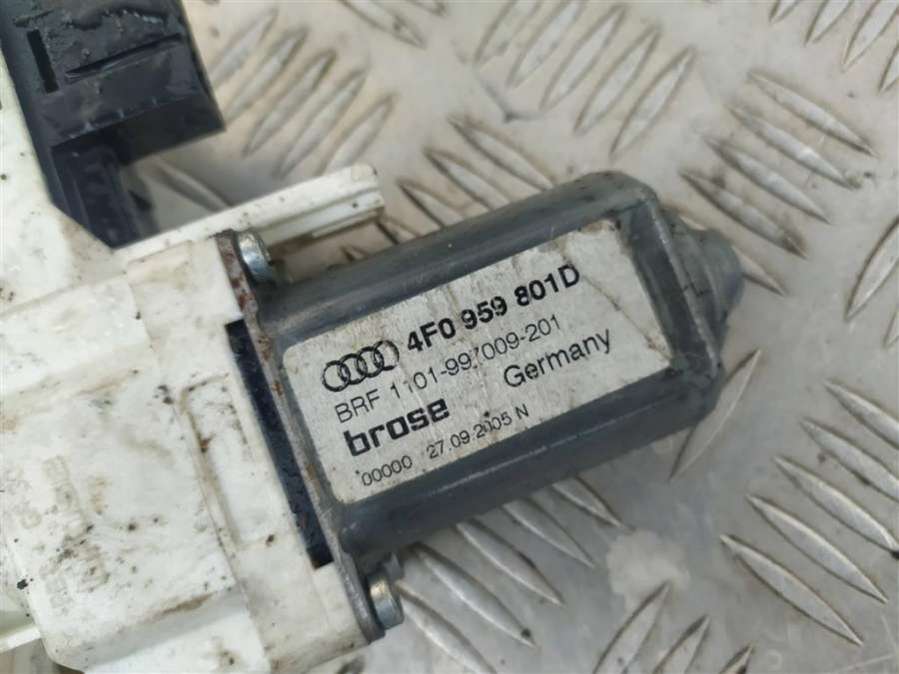 4F0 959 801D
BRF 1101-997009-201
brose Germany
00000 27.09.2005 N